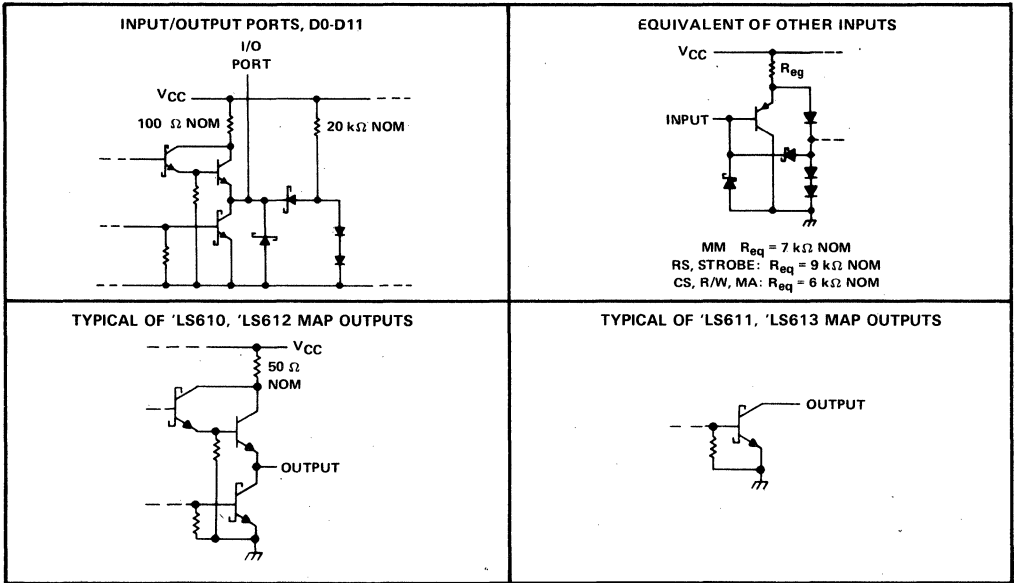 INPUT/OUTPUT PORTS, D0-D11
I/O
PORT
VCC
100 Ω NOM
20 kΩ NOM
EQUIVALENT OF OTHER INPUTS
VCC
Reg
INPUT
MM Req = 7 kΩ NOM
RS, STROBE: Req = 9 kΩ NOM
CS, R/W, MA: Req = 6 kΩ NOM
TYPICAL OF 'LS610, 'LS612 MAP OUTPUTS
VCC
50 Ω
NOM
OUTPUT
TYPICAL OF 'LS611, 'LS613 MAP OUTPUTS
OUTPUT